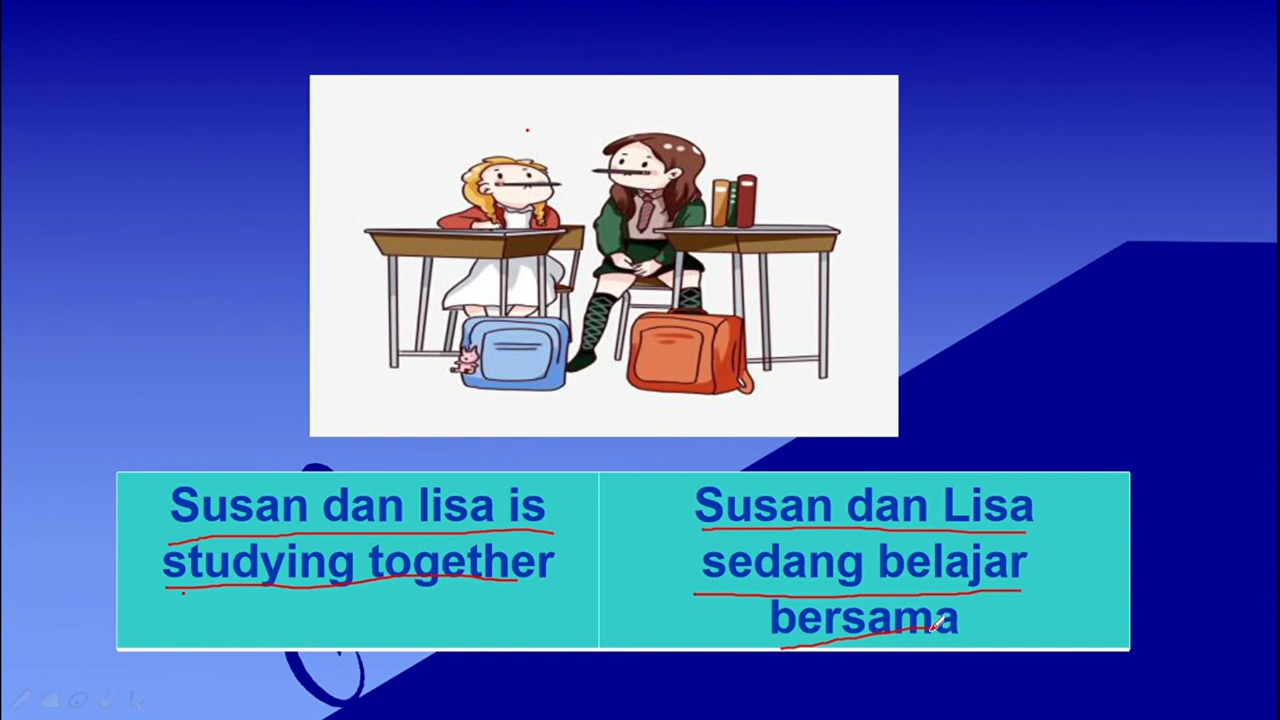 Susan dan lisa is
studying together
Susan dan Lisa
sedang belajar
bersama